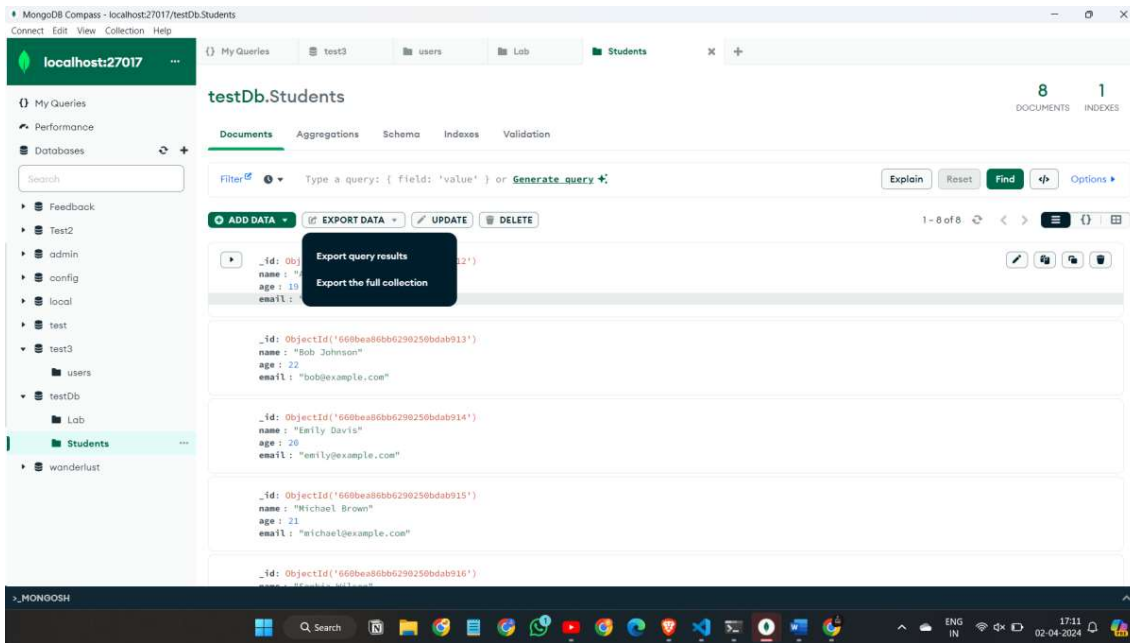 MongoDB Compass - localhost:27017/testDb.Students
Connect Edit View Collection Help
localhost:27017 ...
{} My Queries
Performance
Databases
Search
Feedback
Test2
admin
config
local
test
test3
users
testDb
Lab
Students ...
wanderlust
{} My Queries test3 users Lab Students
testDb.Students
8 DOCUMENTS 1 INDEXES
Documents Aggregations Schema Indexes Validation
Filter Type a query: { field: 'value' } or Generate query Explain Reset Find </> Options
ADD DATA EXPORT DATA UPDATE DELETE 1 - 8 of 8 {}
Export query results
Export the full collection
_id: Obj 12')
name : "A
age : 19
email : "
_id: ObjectId('660bea86bb6290250bdab913')
name : "Bob Johnson"
age : 22
email : "bob@example.com"
_id: ObjectId('660bea86bb6290250bdab914')
name : "Emily Davis"
age : 20
email : "emily@example.com"
_id: ObjectId('660bea86bb6290250bdab915')
name : "Michael Brown"
age : 21
email : "michael@example.com"
_id: ObjectId('660bea86bb6290250bdab916')
>_MONGOSH
Search
ENG
IN
17:11
02-04-2024